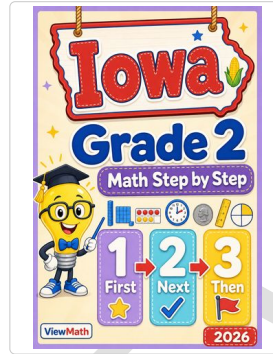 Iowa
Grade 2
Math Step by Step
1 2 3
First Next Then
ViewMath
2026